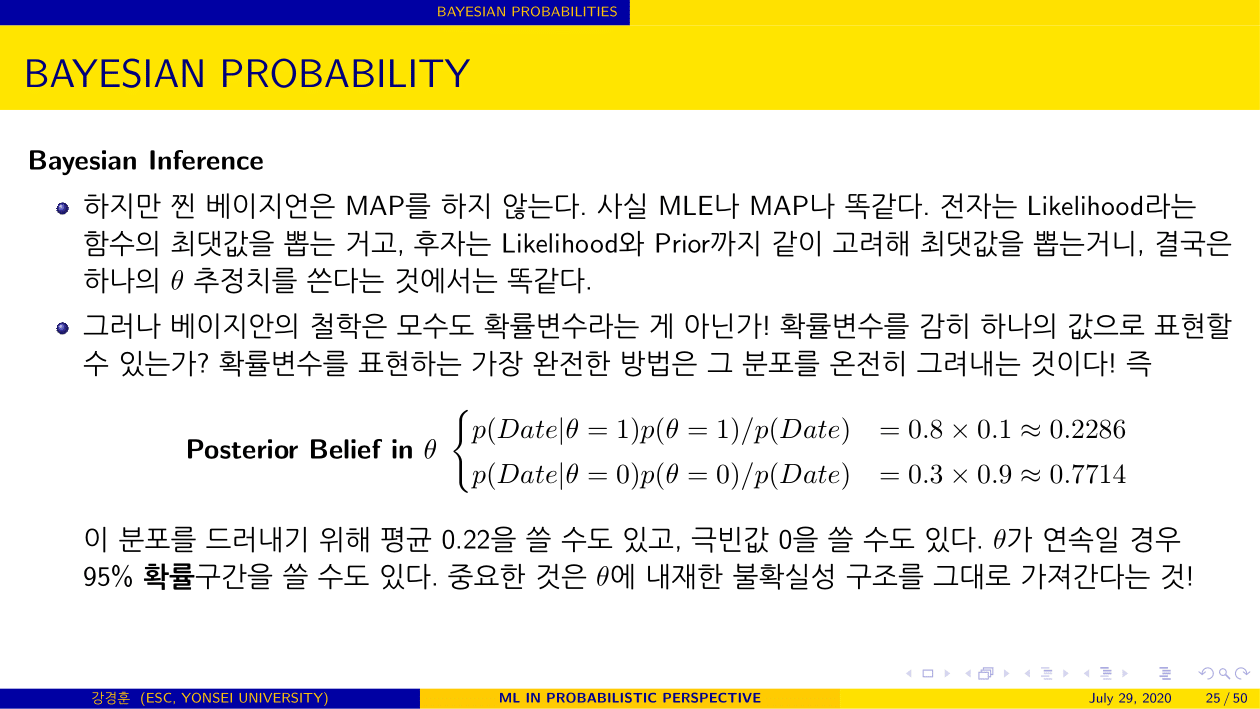 BAYESIAN PROBABILITIES
BAYESIAN PROBABILITY
Bayesian Inference
하지만 찐 베이지언은 MAP를 하지 않는다. 사실 MLE나 MAP나 똑같다. 전자는 Likelihood라는
함수의 최댓값을 뽑는 거고, 후자는 Likelihood와 Prior까지 같이 고려해 최댓값을 뽑는거니, 결국은
하나의 θ 추정치를 쓴다는 것에서는 똑같다.
그러나 베이지안의 철학은 모수도 확률변수라는 게 아닌가! 확률변수를 감히 하나의 값으로 표현할
수 있는가? 확률변수를 표현하는 가장 완전한 방법은 그 분포를 온전히 그려내는 것이다! 즉
p(Date|θ = 1)p(θ = 1)/p(Date) = 0.8 × 0.1 ≈ 0.2286
Posterior Belief in θ
p(Date|θ = 0)p(θ = 0)/p(Date) = 0.3 × 0.9 ≈ 0.7714
이 분포를 드러내기 위해 평균 0.22을 쓸 수도 있고, 극빈값 0을 쓸 수도 있다. θ가 연속일 경우
95% 확률구간을 쓸 수도 있다. 중요한 것은 θ에 내재한 불확실성 구조를 그대로 가져간다는 것!
강경훈 (ESC, YONSEI UNIVERSITY) ML IN PROBABILISTIC PERSPECTIVE July 29, 2020 25 / 50